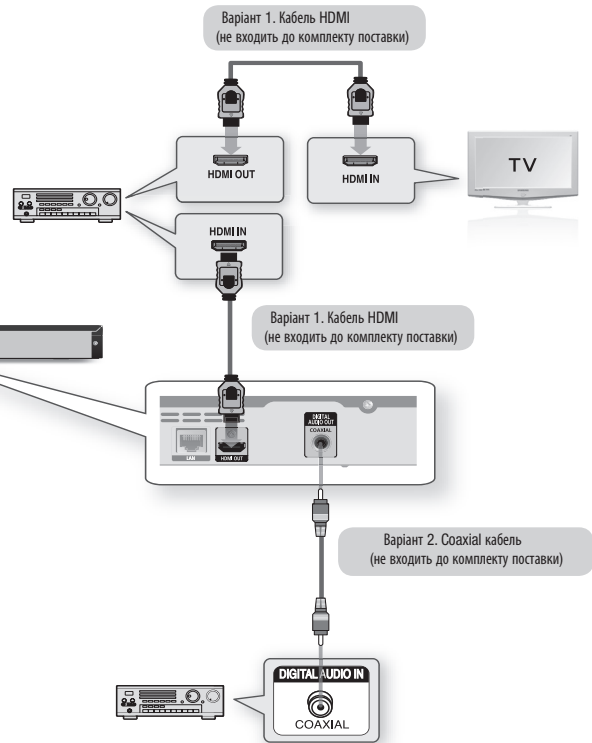 Варіант 1. Кабель HDMI
(не входить до комплекту поставки)
HDMI OUT
HDMI IN
TV
HDMI IN
Варіант 1. Кабель HDMI
(не входить до комплекту поставки)
DIGITAL
AUDIO OUT
COAXIAL
LAN
HDMI OUT
Варіант 2. Coaxial кабель
(не входить до комплекту поставки)
DIGITAL AUDIO IN
COAXIAL